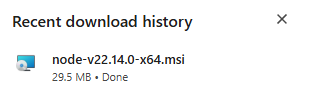 Recent download history
node-v22.14.0-x64.msi
29.5 MB • Done